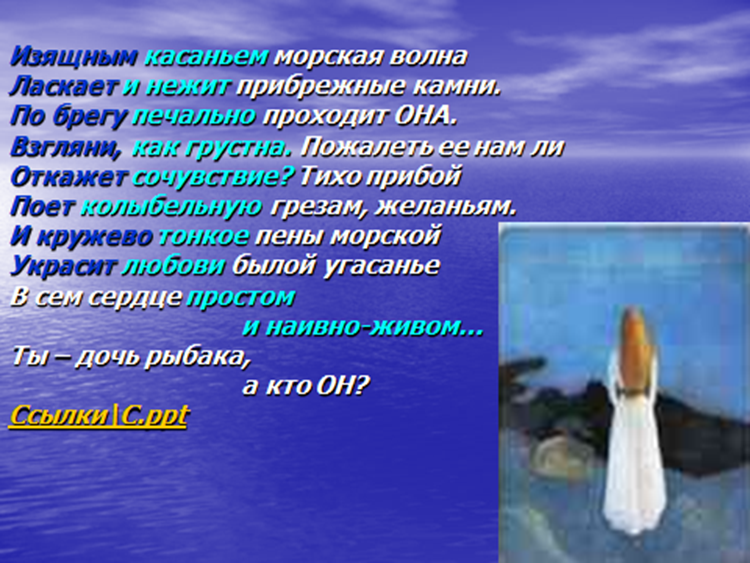 Изящным касаньем морская волна
Ласкает и нежит прибрежные камни.
По брегу печально проходит ОНА.
Взгляни, как грустна. Пожалеть ее нам ли
Откажет сочувствие? Тихо прибой
Поет колыбельную грезам, желаньям.
И кружево тонкое пены морской
Украсит любови былой угасанье
В сем сердце простом
и наивно-живом...
Ты – дочь рыбака,
а кто ОН?
Ссылки\С.ppt